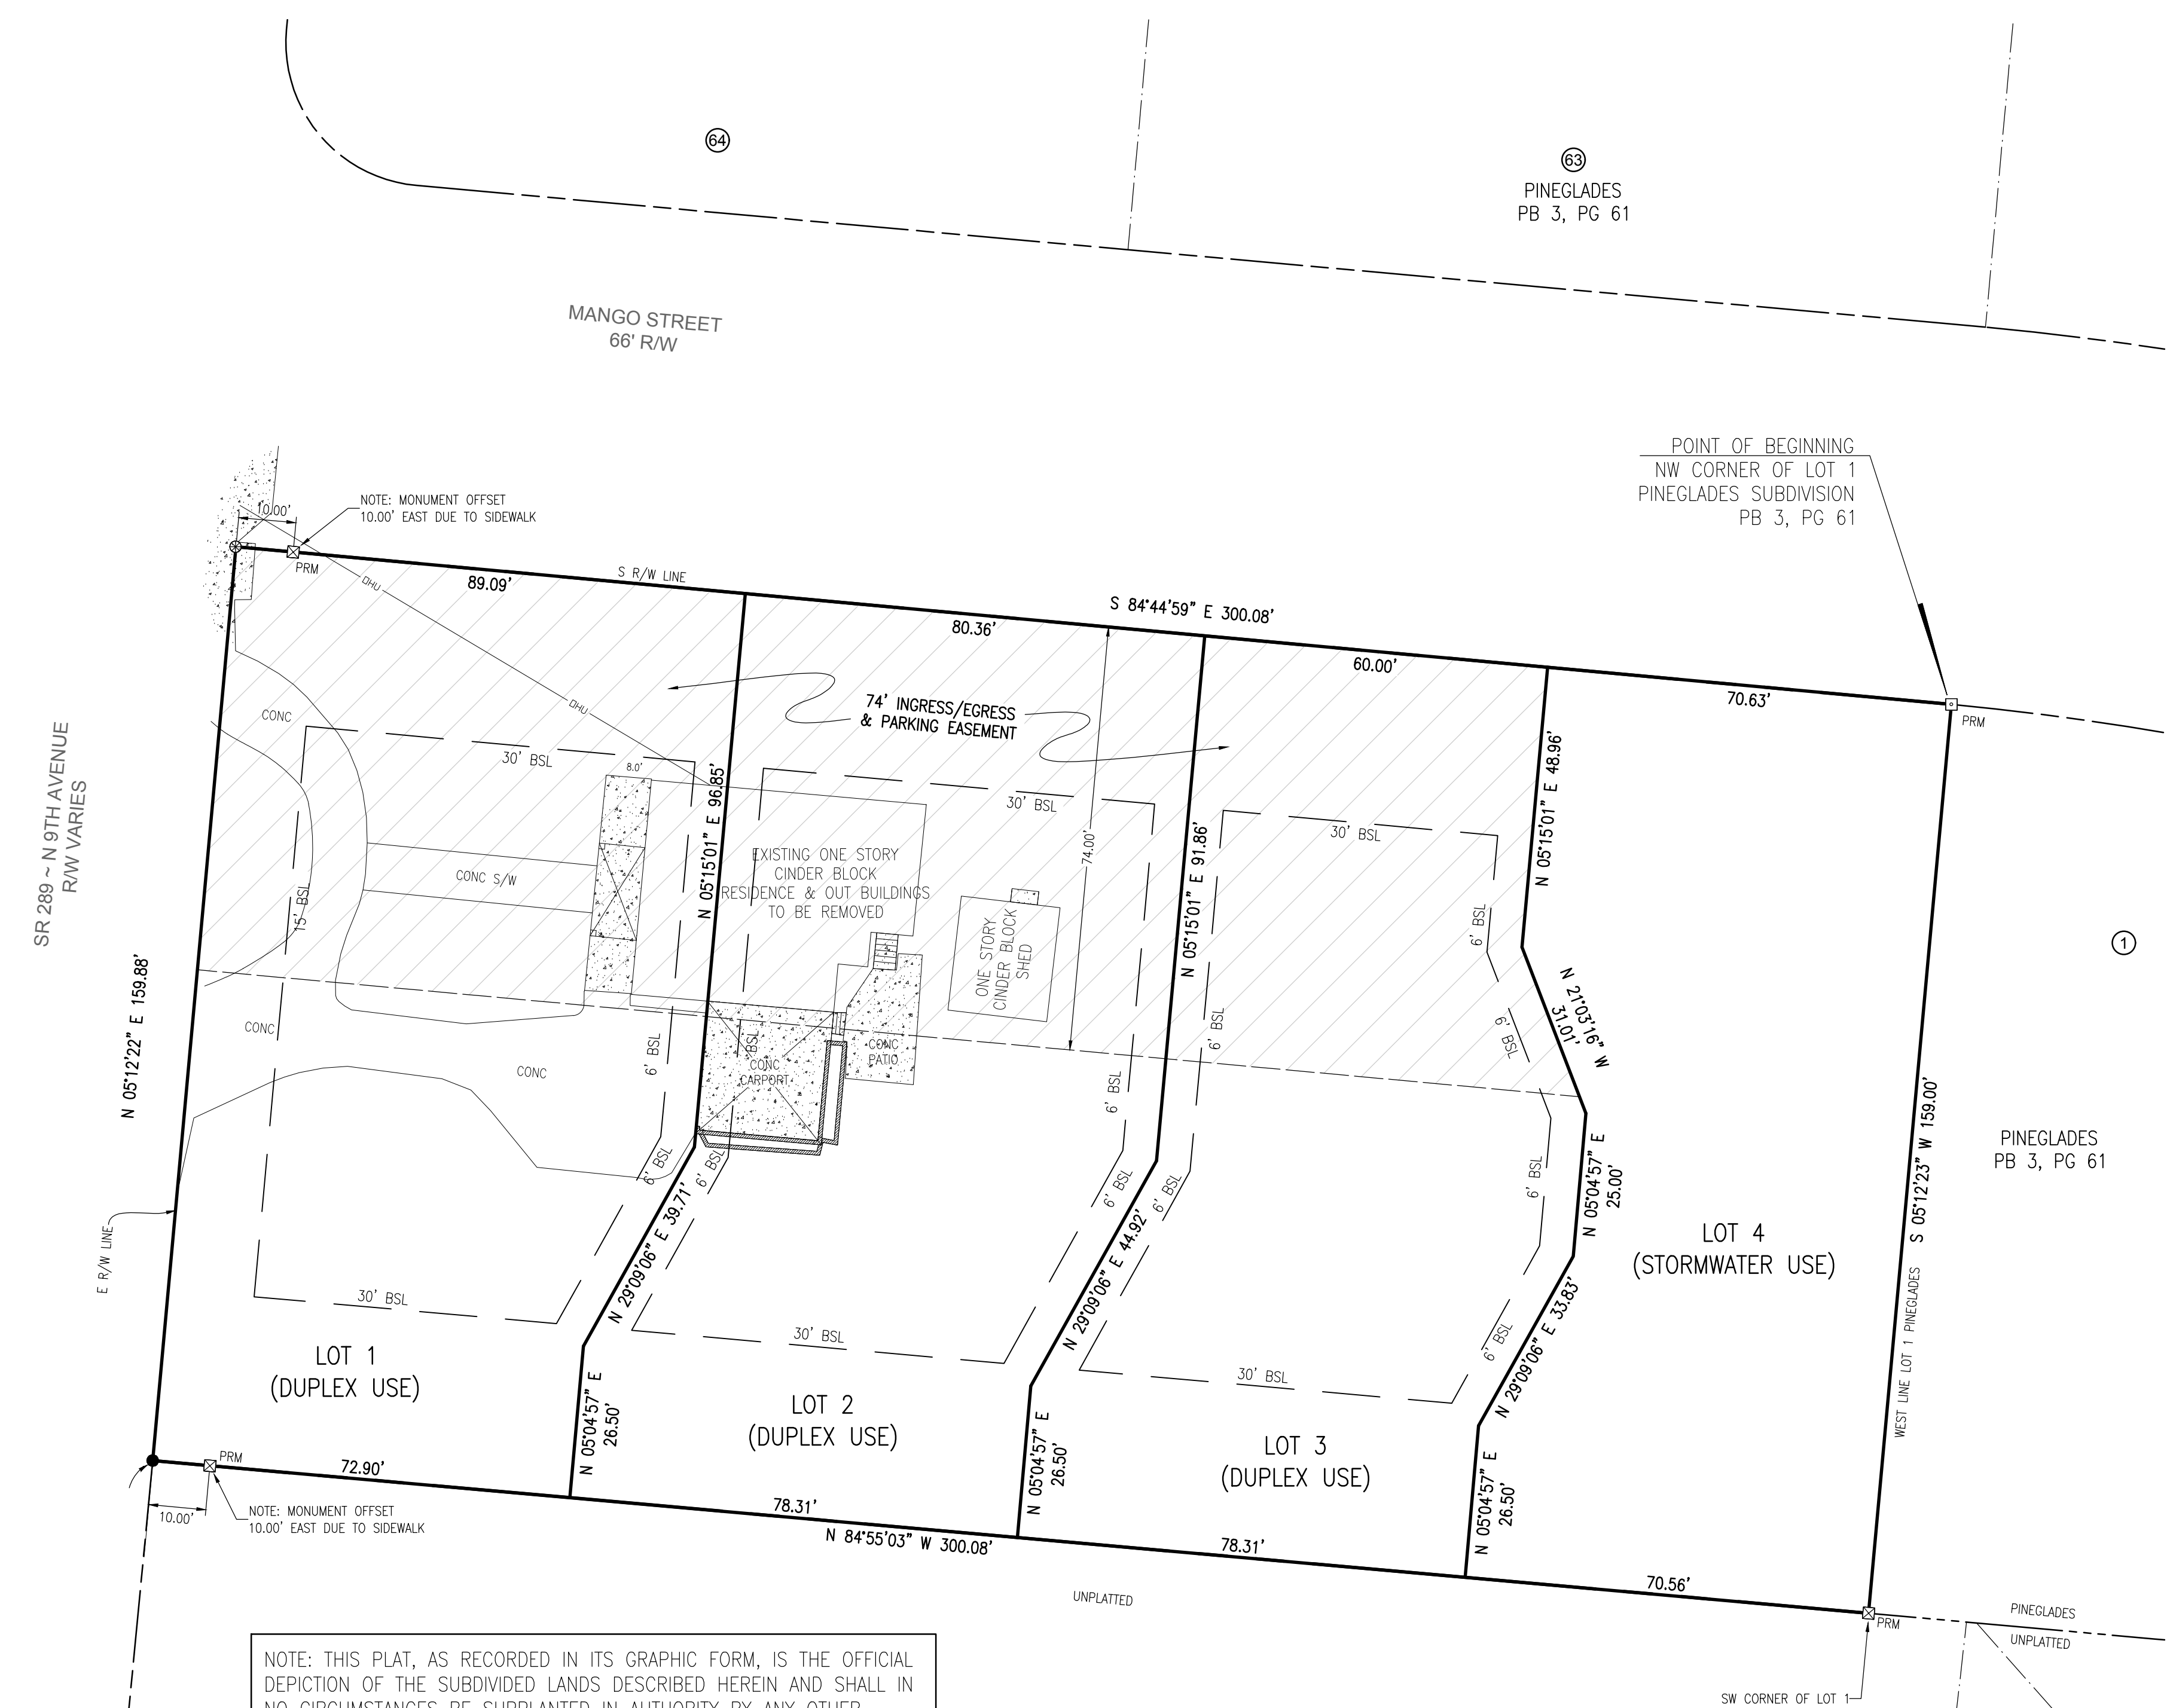 64
63
PINEGLADES
PB 3, PG 61
MANGO STREET
66' R/W
POINT OF BEGINNING
NW CORNER OF LOT 1
PINEGLADES SUBDIVISION
PB 3, PG 61
NOTE: MONUMENT OFFSET
10.00' EAST DUE TO SIDEWALK
10.00'
PRM
89.09'
S R/W LINE
S 84°44'59" E 300.08'
80.36'
60.00'
70.63'
PRM
OHU
OHU
74' INGRESS/EGRESS
& PARKING EASEMENT
SR 289 ~ N 9TH AVENUE
R/W VARIES
CONC
30' BSL
8.0'
30' BSL
30' BSL
N 05°15'01" E 96.85'
N 05°15'01" E 91.86'
N 05°15'01" E 48.96'
74.00'
EXISTING ONE STORY
CINDER BLOCK
RESIDENCE & OUT BUILDINGS
TO BE REMOVED
CONC S/W
15' BSL
ONE STORY
CINDER BLOCK
SHED
6' BSL
1
N 05°12'22" E 159.88'
N 21°03'16" W
31.01'
CONC
CONC
6' BSL
BSL
CONC
CARPORT
CONC
PATIO
6' BSL
6' BSL
6' BSL
PINEGLADES
PB 3, PG 61
6' BSL
6' BSL
6' BSL
6' BSL
6' BSL
N 05°04'57" E
25.00'
S 05°12'23" W 159.00'
WEST LINE LOT 1 PINEGLADES
E R/W LINE
N 29°09'06" E 39.71'
N 29°09'06" E 44.92'
N 29°09'06" E 33.83'
LOT 4
(STORMWATER USE)
30' BSL
30' BSL
30' BSL
6' BSL
LOT 1
(DUPLEX USE)
LOT 2
(DUPLEX USE)
LOT 3
(DUPLEX USE)
N 05°04'57" E
26.50'
N 05°04'57" E
26.50'
N 05°04'57" E
26.50'
PRM
72.90'
78.31'
78.31'
70.56'
10.00'
NOTE: MONUMENT OFFSET
10.00' EAST DUE TO SIDEWALK
N 84°55'03" W 300.08'
UNPLATTED
PRM
PINEGLADES
UNPLATTED
NOTE: THIS PLAT, AS RECORDED IN ITS GRAPHIC FORM, IS THE OFFICIAL
DEPICTION OF THE SUBDIVIDED LANDS DESCRIBED HEREIN AND SHALL IN
NO CIRCUMSTANCES BE SUPPLANTED IN AUTHORITY BY ANY OTHER
SW CORNER OF LOT 1